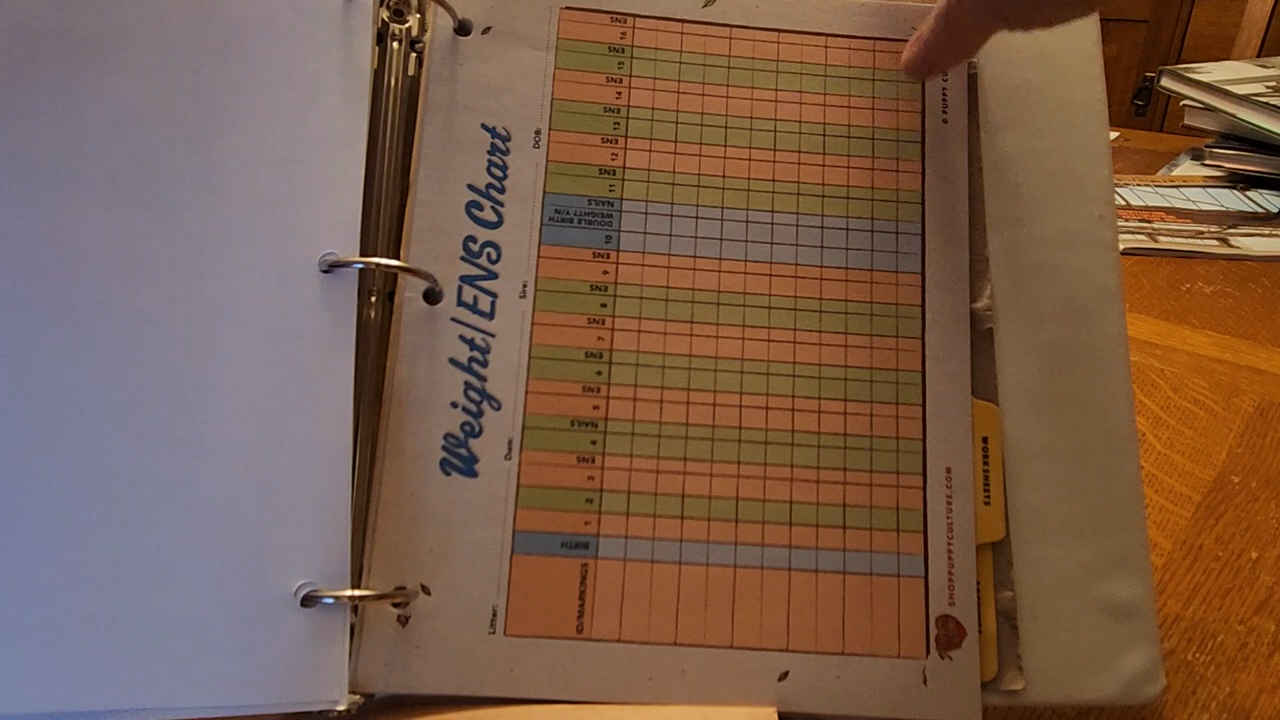 Weight/ENS Chart
Litter: Dam: Sire: DOB:
ID/MARKINGS BIRTH 1 2 3 ENS 4 NAILS 5 ENS 6 ENS 7 ENS 8 ENS 9 ENS 10 DOUBLE BIRTH WEIGHT? Y/N NAILS 11 ENS 12 ENS 13 ENS 14 ENS 15 ENS 16 ENS
SHOPPUPPYCULTURE.COM
© PUPPY CU
WORKSHEETS